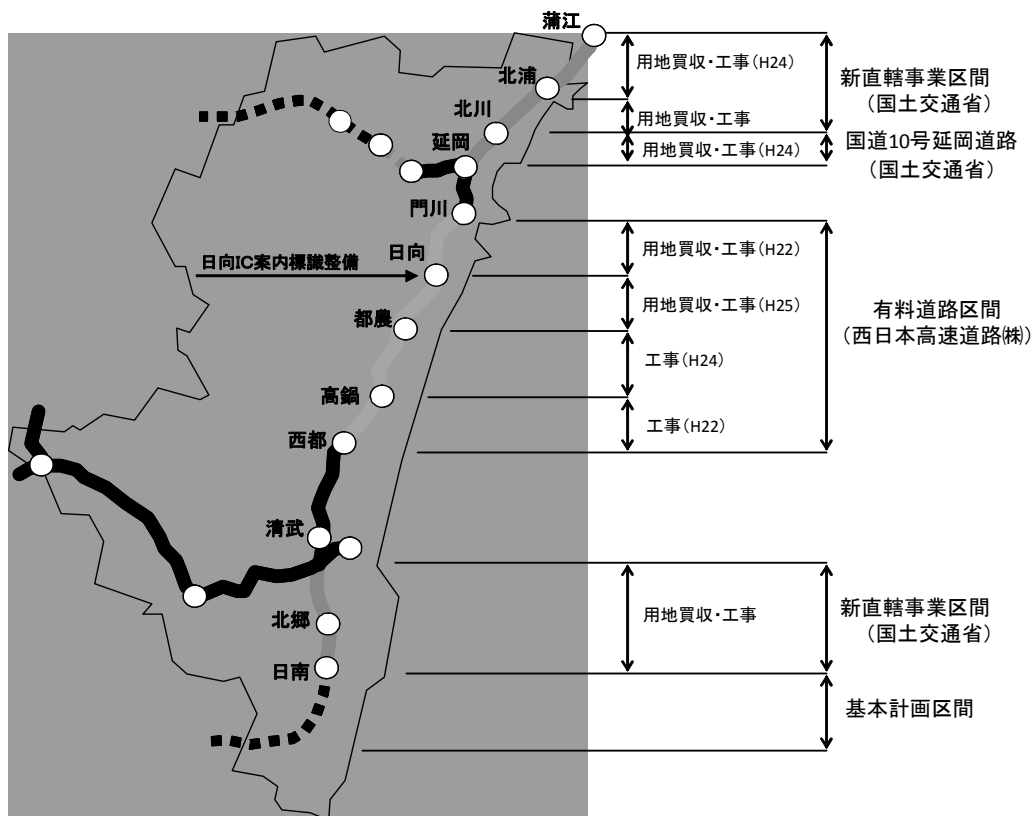 蒲江
北浦
北川
延岡
門川
日向
日向IC案内標識整備
都農
高鍋
西都
清武
北郷
日南
用地買収・工事(H24)
用地買収・工事
用地買収・工事(H24)
用地買収・工事(H22)
用地買収・工事(H25)
工事(H24)
工事(H22)
用地買収・工事
新直轄事業区間
(国土交通省)
国道10号延岡道路
(国土交通省)
有料道路区間
(西日本高速道路㈱)
新直轄事業区間
(国土交通省)
基本計画区間